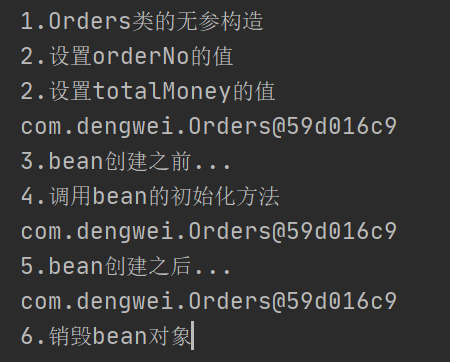 1.Orders类的无参构造
2.设置orderNo的值
2.设置totalMoney的值
com.dengwei.Orders@59d016c9
3.bean创建之前...
4.调用bean的初始化方法
com.dengwei.Orders@59d016c9
5.bean创建之后...
com.dengwei.Orders@59d016c9
6.销毁bean对象